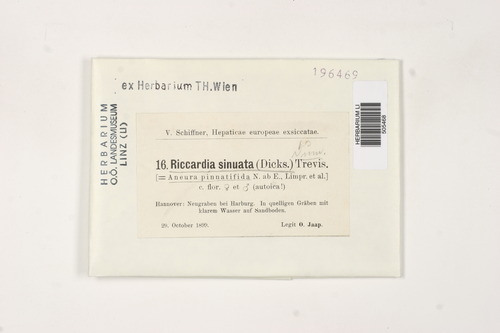 196469
ex Herbarium TH.Wien
HERBARIUM
O.Ö. LANDESMUSEUM
LINZ (LI)
HERBARIUM LI
505468
V. Schiffner, Hepaticae europeae exsiccatae.
16. Riccardia sinuata (Dicks.) Trevis.
[= Aneura pinnatifida N. ab E., Limpr. et al.]
c. flor. ♀ et ♂ (autoica!)
Hannover: Neugraben bei Harburg. In quelligen Gräben mit
klarem Wasser auf Sandboden.
20. October 1899.
Legit O. Jaap.